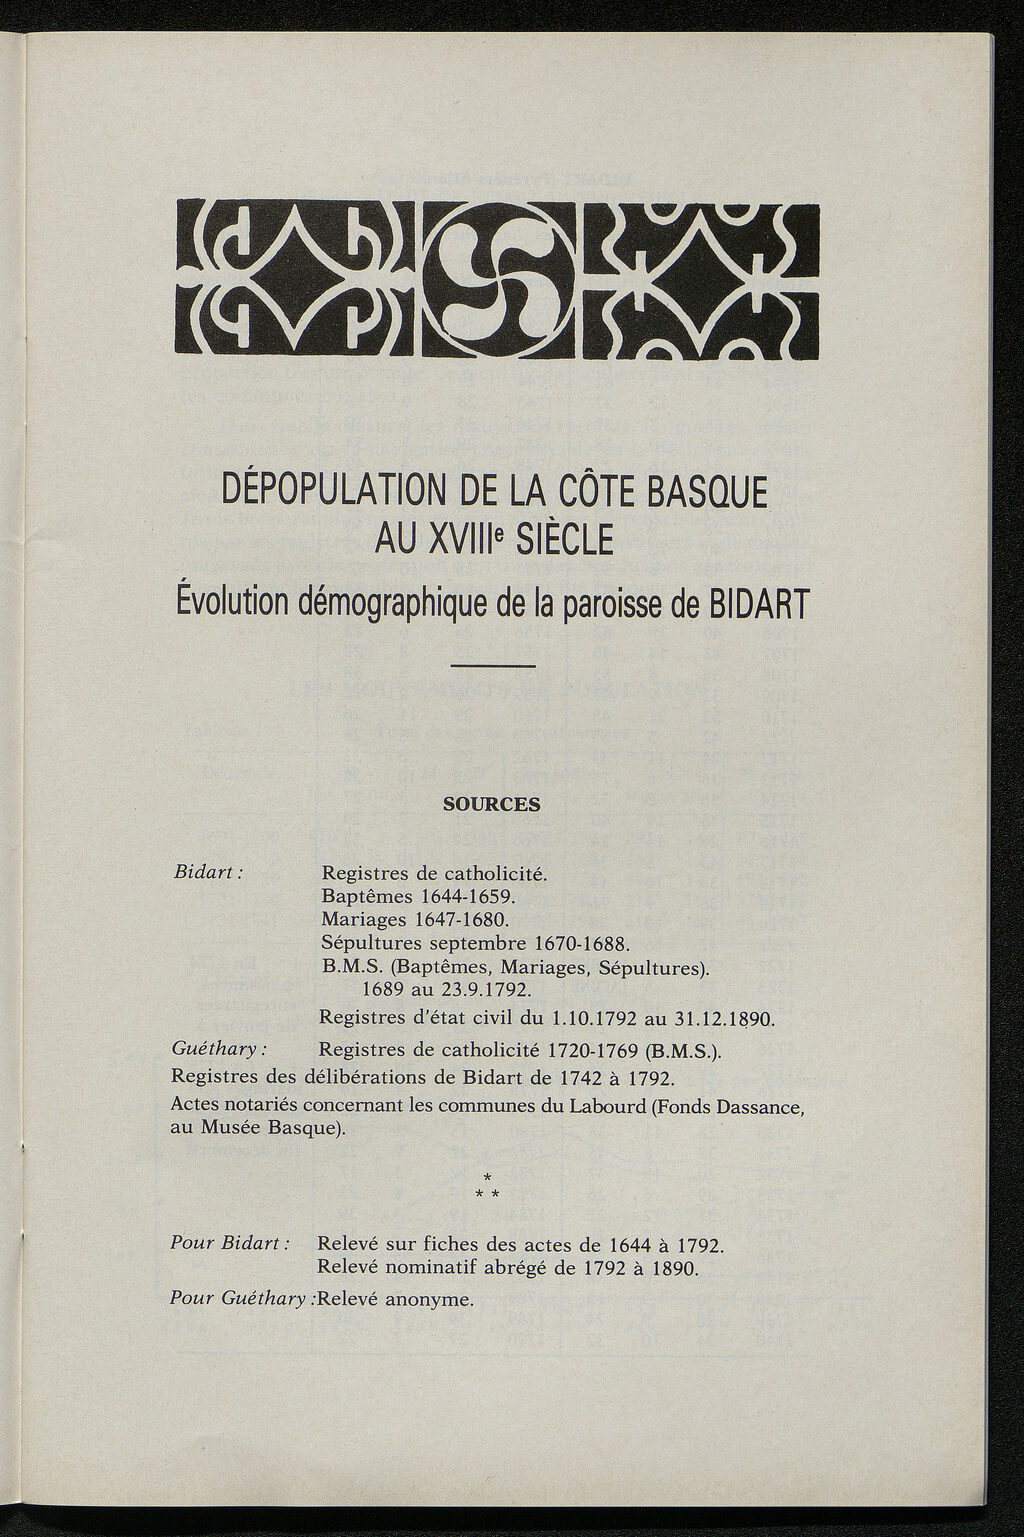 DÉPOPULATION DE LA CÔTE BASQUE
AU XVIIIe SIÈCLE
Évolution démographique de la paroisse de BIDART
SOURCES
Bidart : Registres de catholicité.
Baptêmes 1644-1659.
Mariages 1647-1680.
Sépultures septembre 1670-1688.
B.M.S. (Baptêmes, Mariages, Sépultures).
1689 au 23.9.1792.
Registres d'état civil du 1.10.1792 au 31.12.1890.
Guéthary : Registres de catholicité 1720-1769 (B.M.S.).
Registres des délibérations de Bidart de 1742 à 1792.
Actes notariés concernant les communes du Labourd (Fonds Dassance,
au Musée Basque).
*
* *
Pour Bidart : Relevé sur fiches des actes de 1644 à 1792.
Relevé nominatif abrégé de 1792 à 1890.
Pour Guéthary :Relevé anonyme.